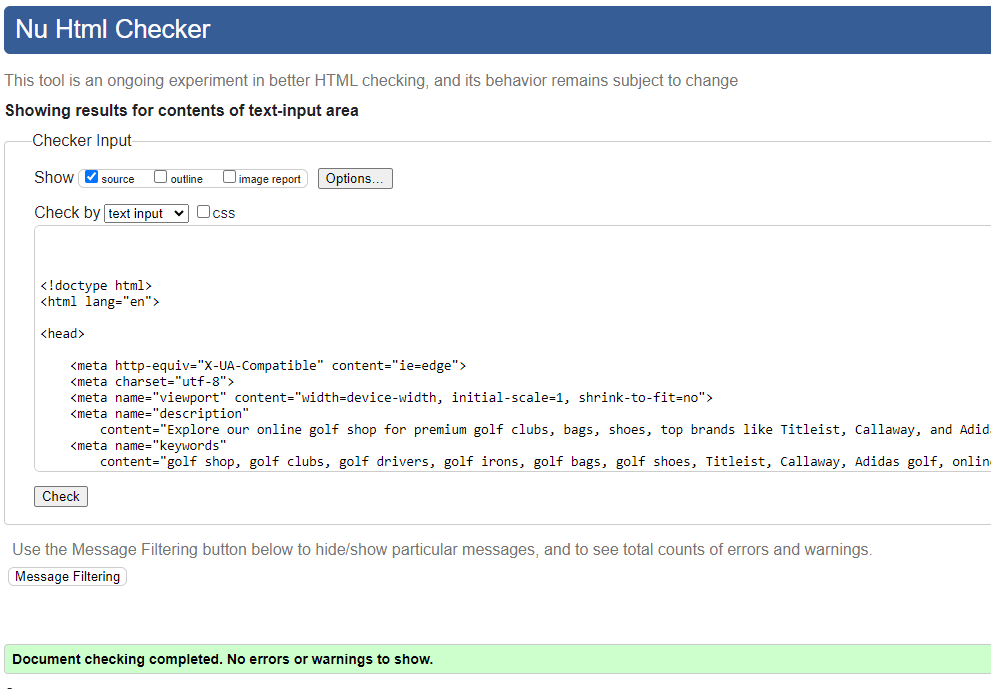 Nu Html Checker
This tool is an ongoing experiment in better HTML checking, and its behavior remains subject to change
Showing results for contents of text-input area
Checker Input
Show source outline image report Options...
Check by text input css
<!doctype html>
<html lang="en">
<head>
<meta http-equiv="X-UA-Compatible" content="ie=edge">
<meta charset="utf-8">
<meta name="viewport" content="width=device-width, initial-scale=1, shrink-to-fit=no">
<meta name="description"
content="Explore our online golf shop for premium golf clubs, bags, shoes, top brands like Titleist, Callaway, and Adid
<meta name="keywords"
content="golf shop, golf clubs, golf drivers, golf irons, golf bags, golf shoes, Titleist, Callaway, Adidas golf, onlin
Check
Use the Message Filtering button below to hide/show particular messages, and to see total counts of errors and warnings.
Message Filtering
Document checking completed. No errors or warnings to show.